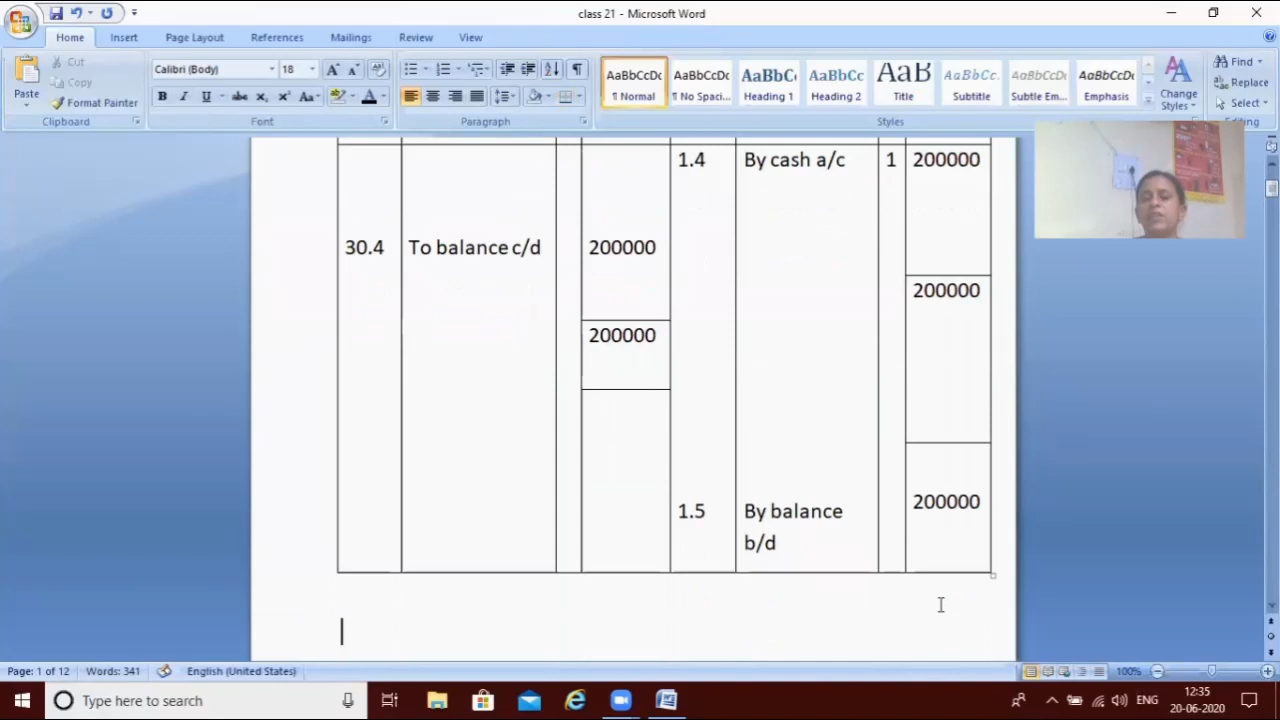 class 21 - Microsoft Word
Home Insert Page Layout References Mailings Review View
Paste
Cut
Copy
Format Painter
Clipboard
Calibri (Body) 18
Font
Paragraph
AaBbCcDc AaBbCcDc AaBbC AaBbCc AaB AaBbCc. AaBbCcDc AaBbCcDc
¶ Normal ¶ No Spaci... Heading 1 Heading 2 Title Subtitle Subtle Em... Emphasis
Change Styles
Styles
Find
Replace
Select
Editing
1.4 By cash a/c 1 200000
30.4 To balance c/d 200000
200000
200000
1.5 By balance 200000
b/d
Page: 1 of 12 Words: 341 English (United States) 100%
Type here to search
ENG
12:35
20-06-2020